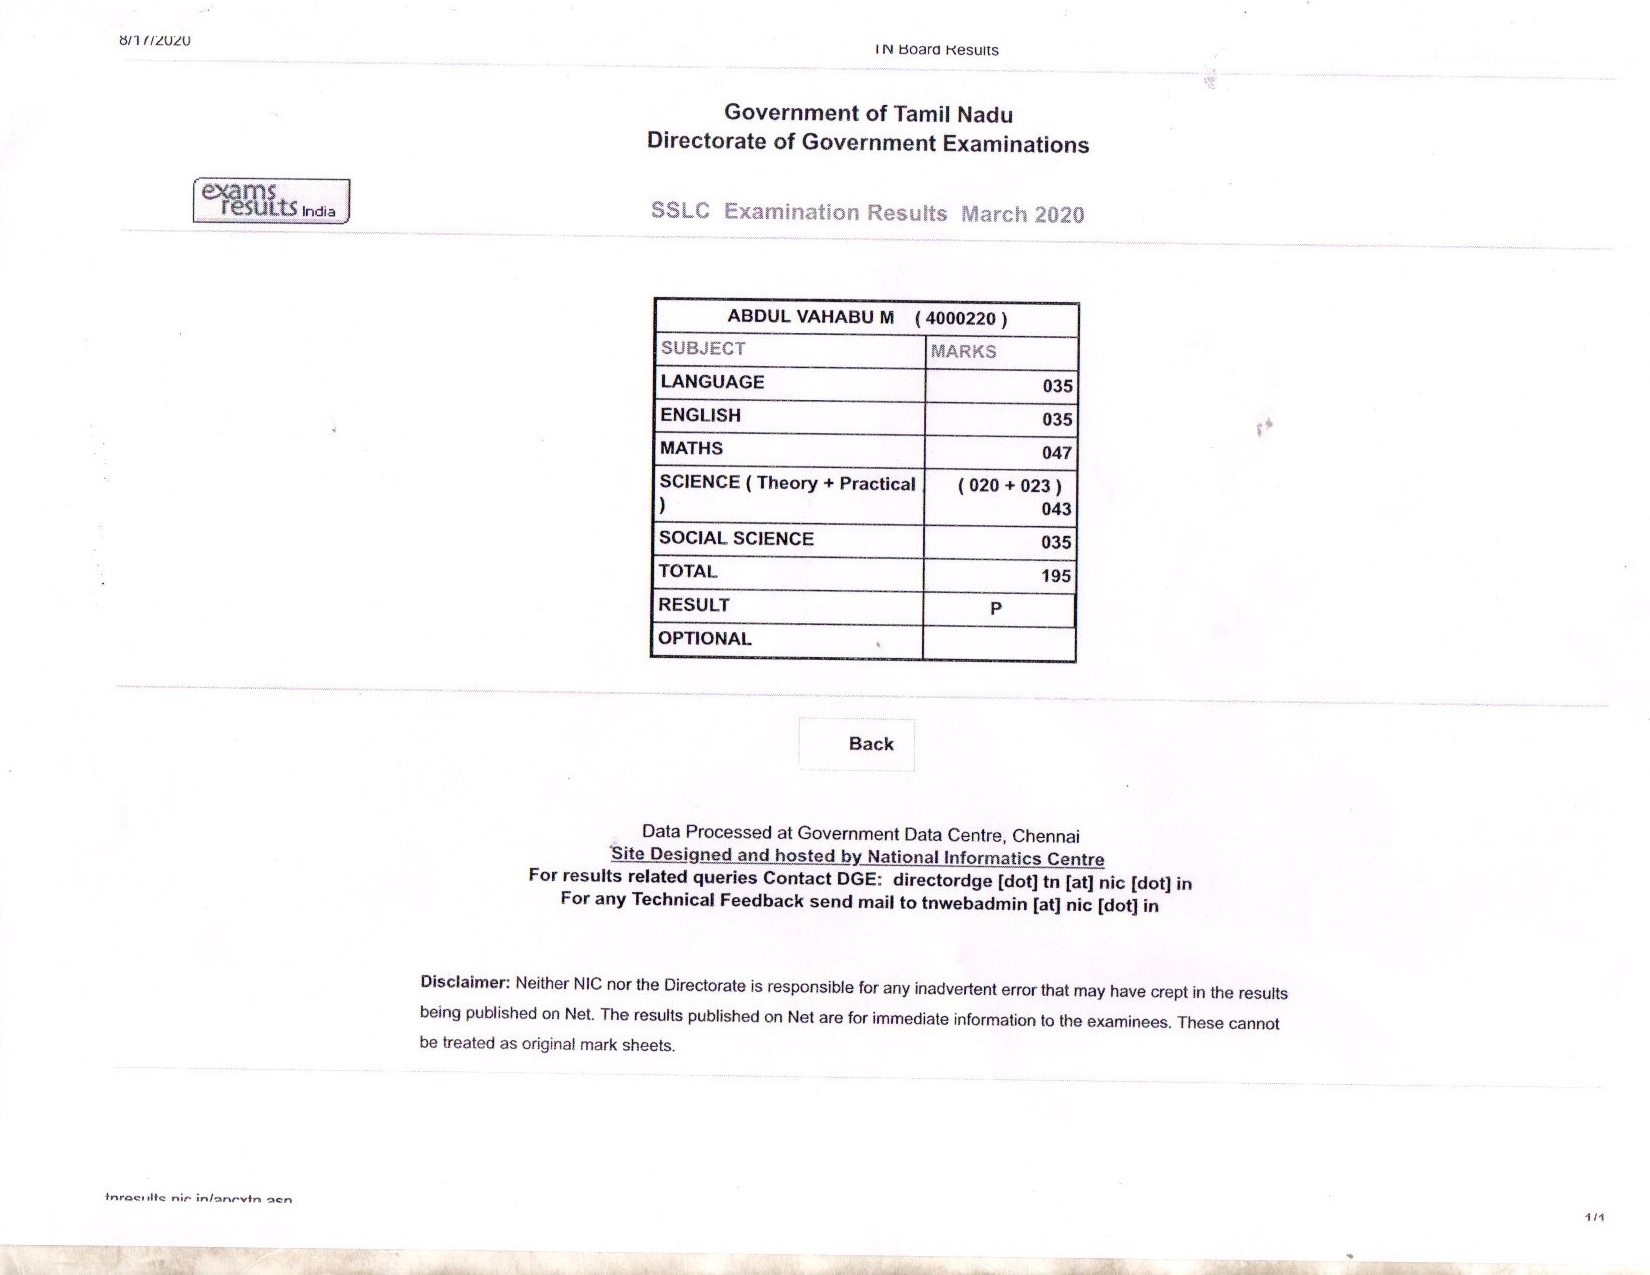 8/17/2020
TN Board Results
Government of Tamil Nadu
Directorate of Government Examinations
exams
results India
SSLC Examination Results March 2020
ABDUL VAHABU M ( 4000220 )
SUBJECT MARKS
LANGUAGE 035
ENGLISH 035
MATHS 047
SCIENCE ( Theory + Practical ( 020 + 023 )
) 043
SOCIAL SCIENCE 035
TOTAL 195
RESULT P
OPTIONAL
Back
Data Processed at Government Data Centre, Chennai
Site Designed and hosted by National Informatics Centre
For results related queries Contact DGE: directordge [dot] tn [at] nic [dot] in
For any Technical Feedback send mail to tnwebadmin [at] nic [dot] in
Disclaimer: Neither NIC nor the Directorate is responsible for any inadvertent error that may have crept in the results
being published on Net. The results published on Net are for immediate information to the examinees. These cannot
be treated as original mark sheets.
tnresults.nic.in/
1/1